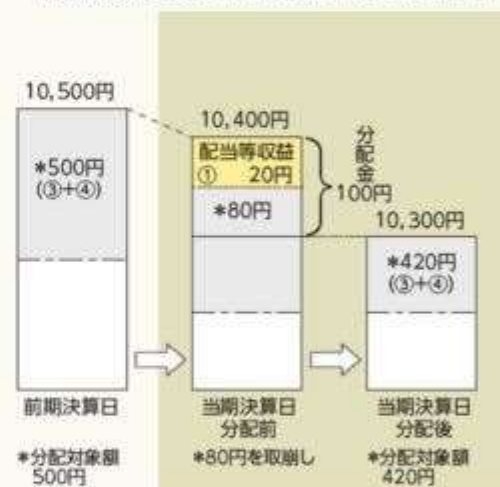 10,500円
*500円
(③+④)
前期決算日
*分配対象額
500円
10,400円
配当等収益
① 20円
*80円
分配金
100円
当期決算日
分配前
*80円を取崩し
10,300円
*420円
(③+④)
当期決算日
分配後
*分配対象額
420円